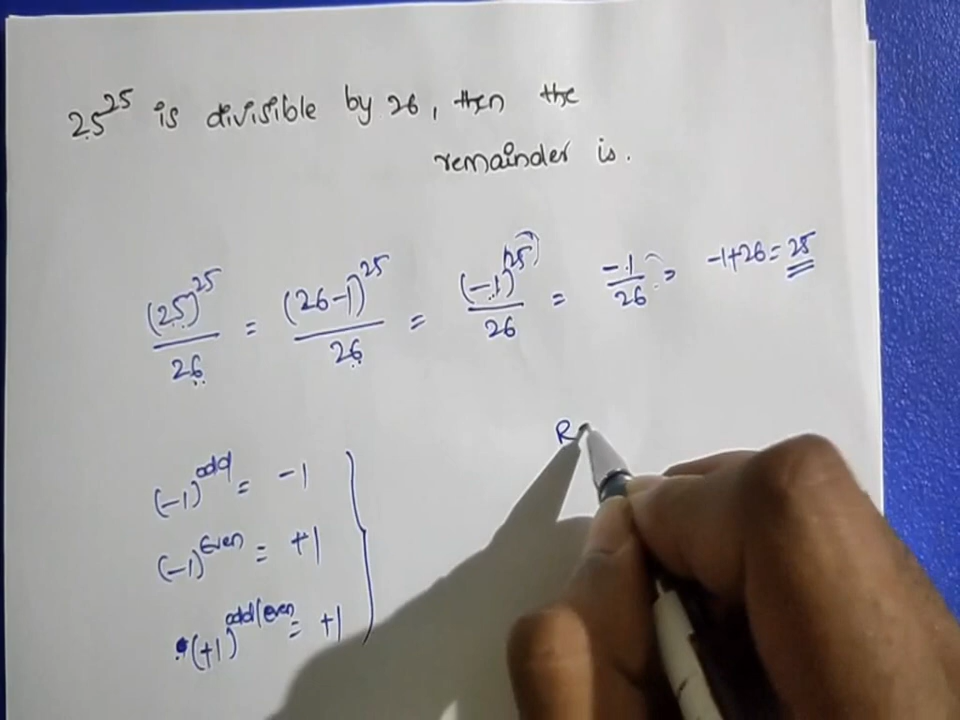 25^25 is divisible by 26, then the
remainder is.
(25)^25/26 = (26-1)^25/26 = (-1)^25/26 = -1/26 = -1+26 = 25
(-1)^odd = -1
(-1)^Even = +1
(+1)^odd/even = +1
R